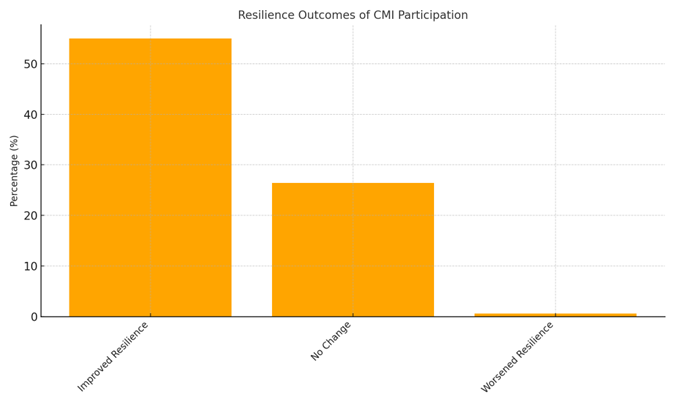 Resilience Outcomes of CMI Participation
Percentage (%)
50
40
30
20
10
0
Improved Resilience
No Change
Worsened Resilience